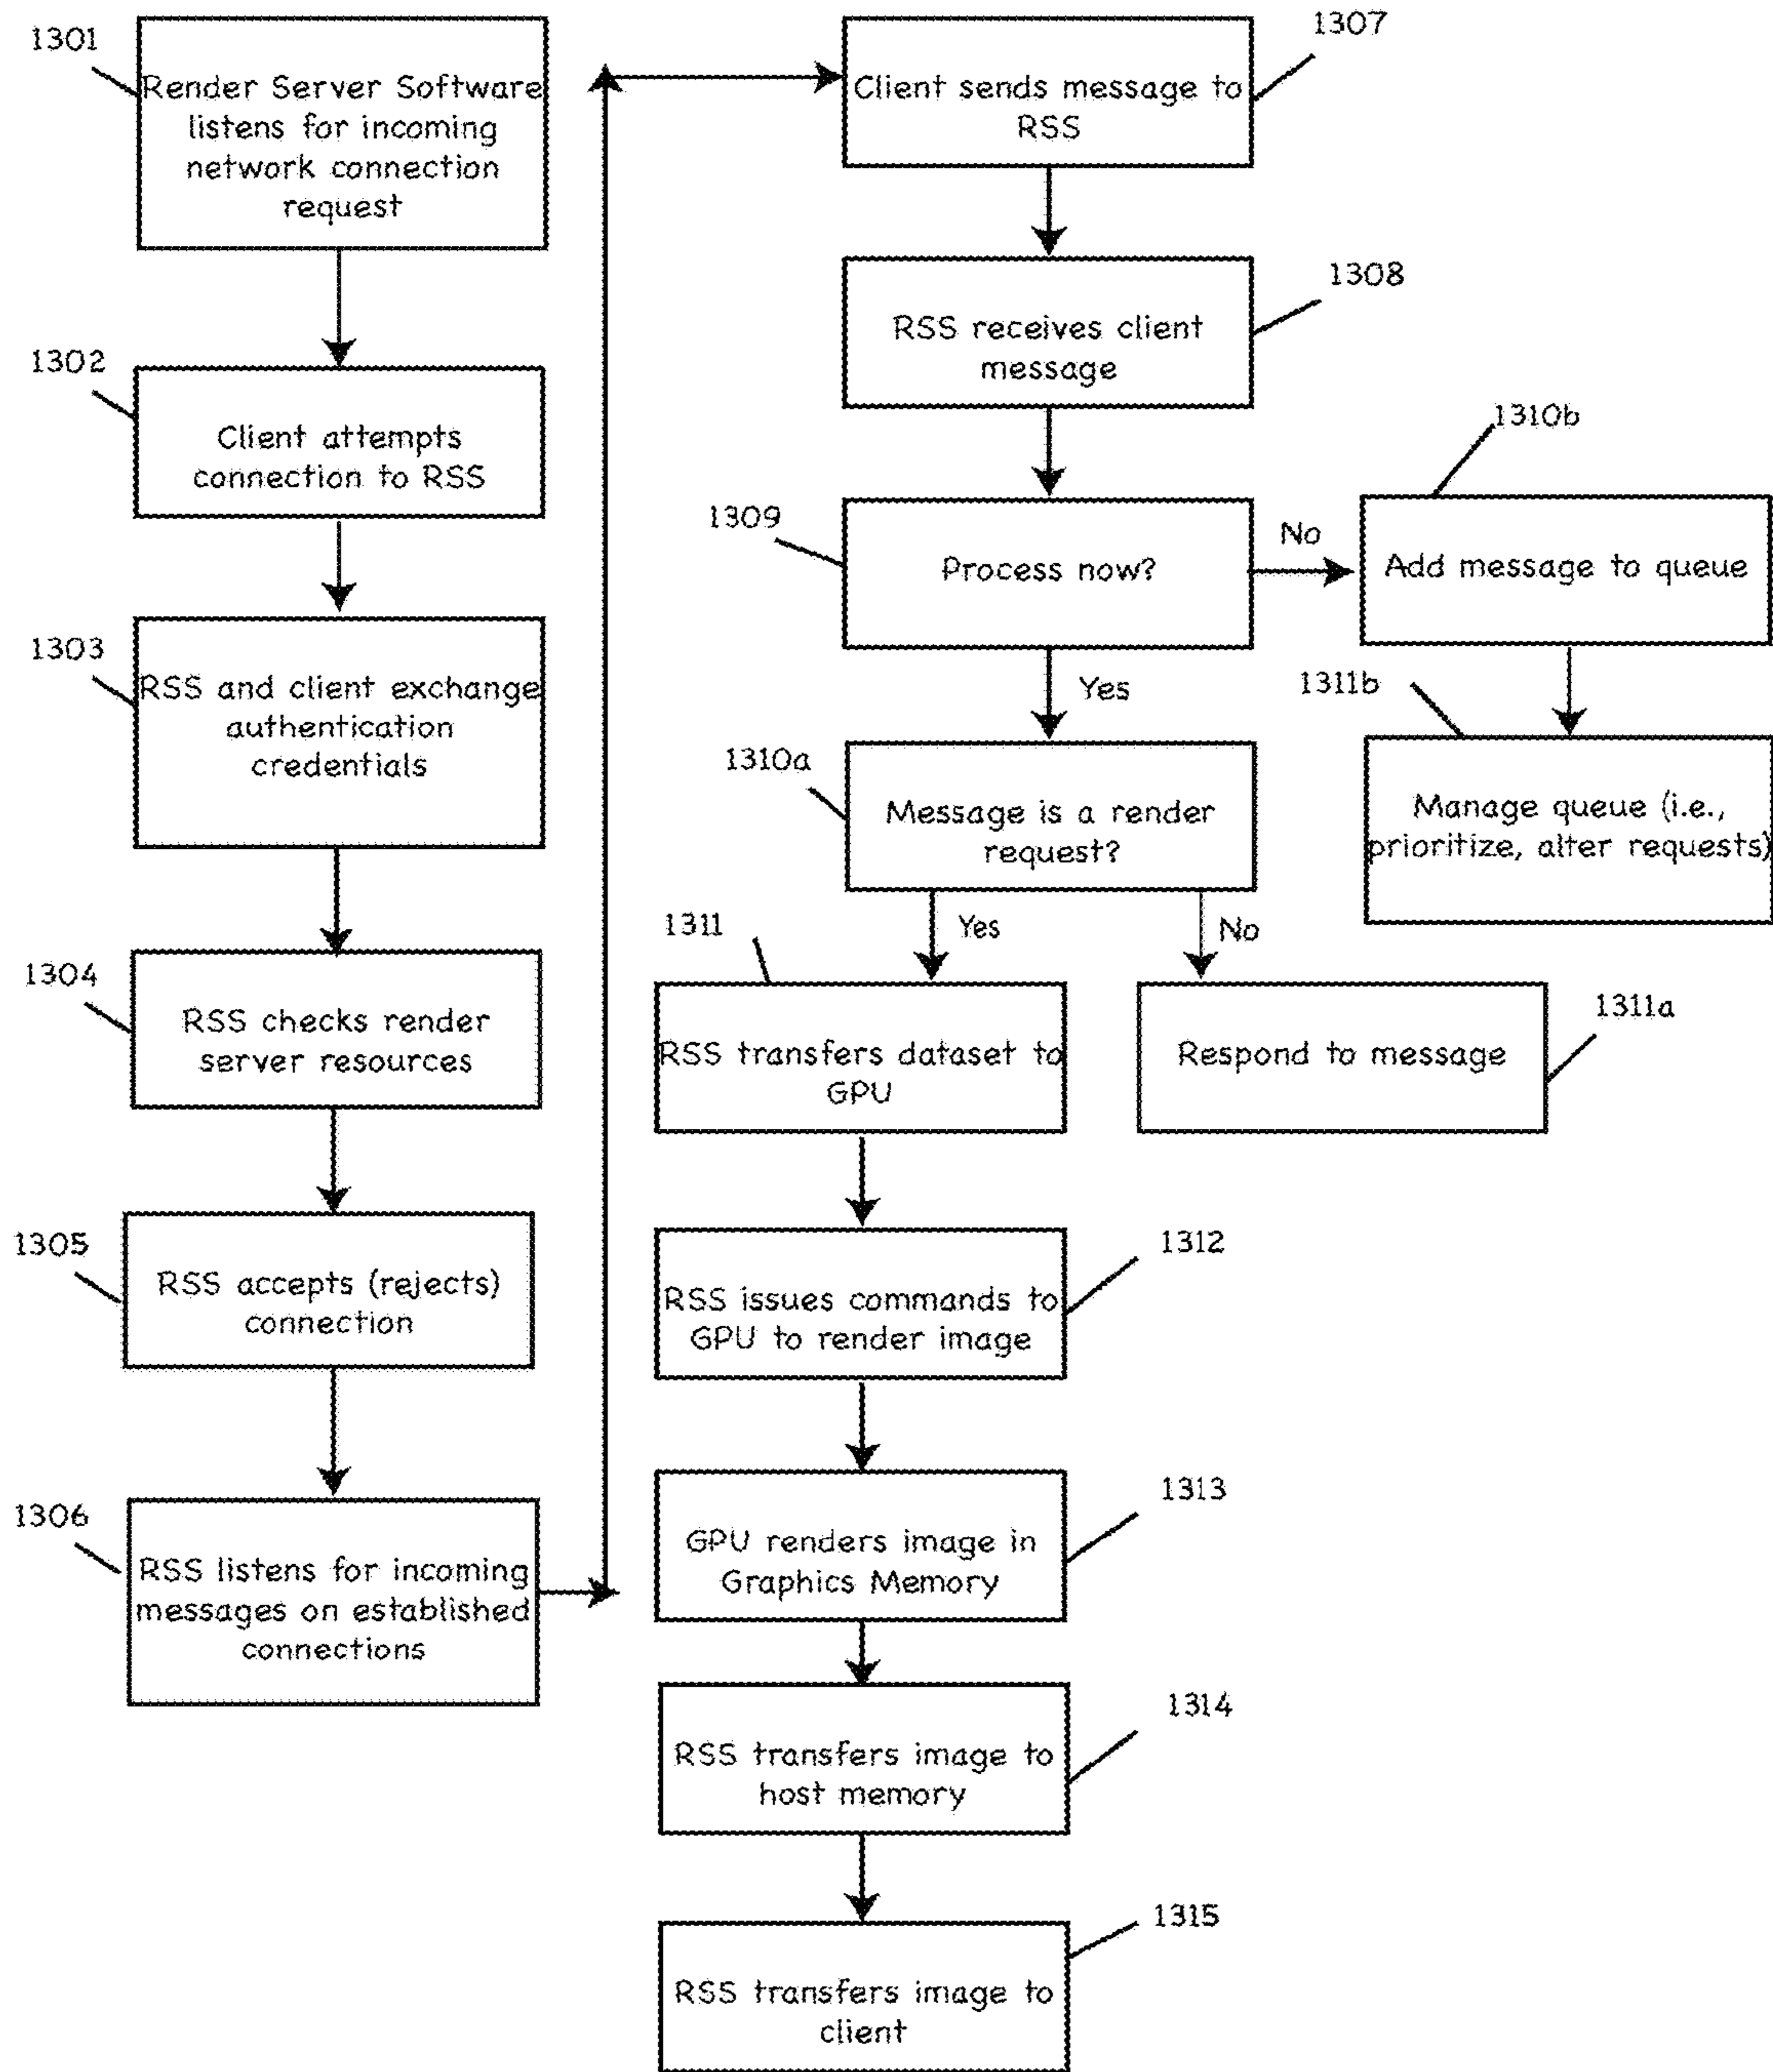 1301
Render Server Software
listens for incoming
network connection
request
1302
Client attempts
connection to RSS
1303
RSS and client exchange
authentication
credentials
1304
RSS checks render
server resources
1305
RSS accepts (rejects)
connection
1306
RSS listens for incoming
messages on established
connections
1307
Client sends message to
RSS
1308
RSS receives client
message
1309
Process now?
No
1310b
Add message to queue
1311b
Manage queue (i.e.,
prioritize, alter requests)
Yes
1310a
Message is a render
request?
1311
Yes
No
RSS transfers dataset to
GPU
1311a
Respond to message
1312
RSS issues commands to
GPU to render image
1313
GPU renders image in
Graphics Memory
1314
RSS transfers image to
host memory
1315
RSS transfers image to
client